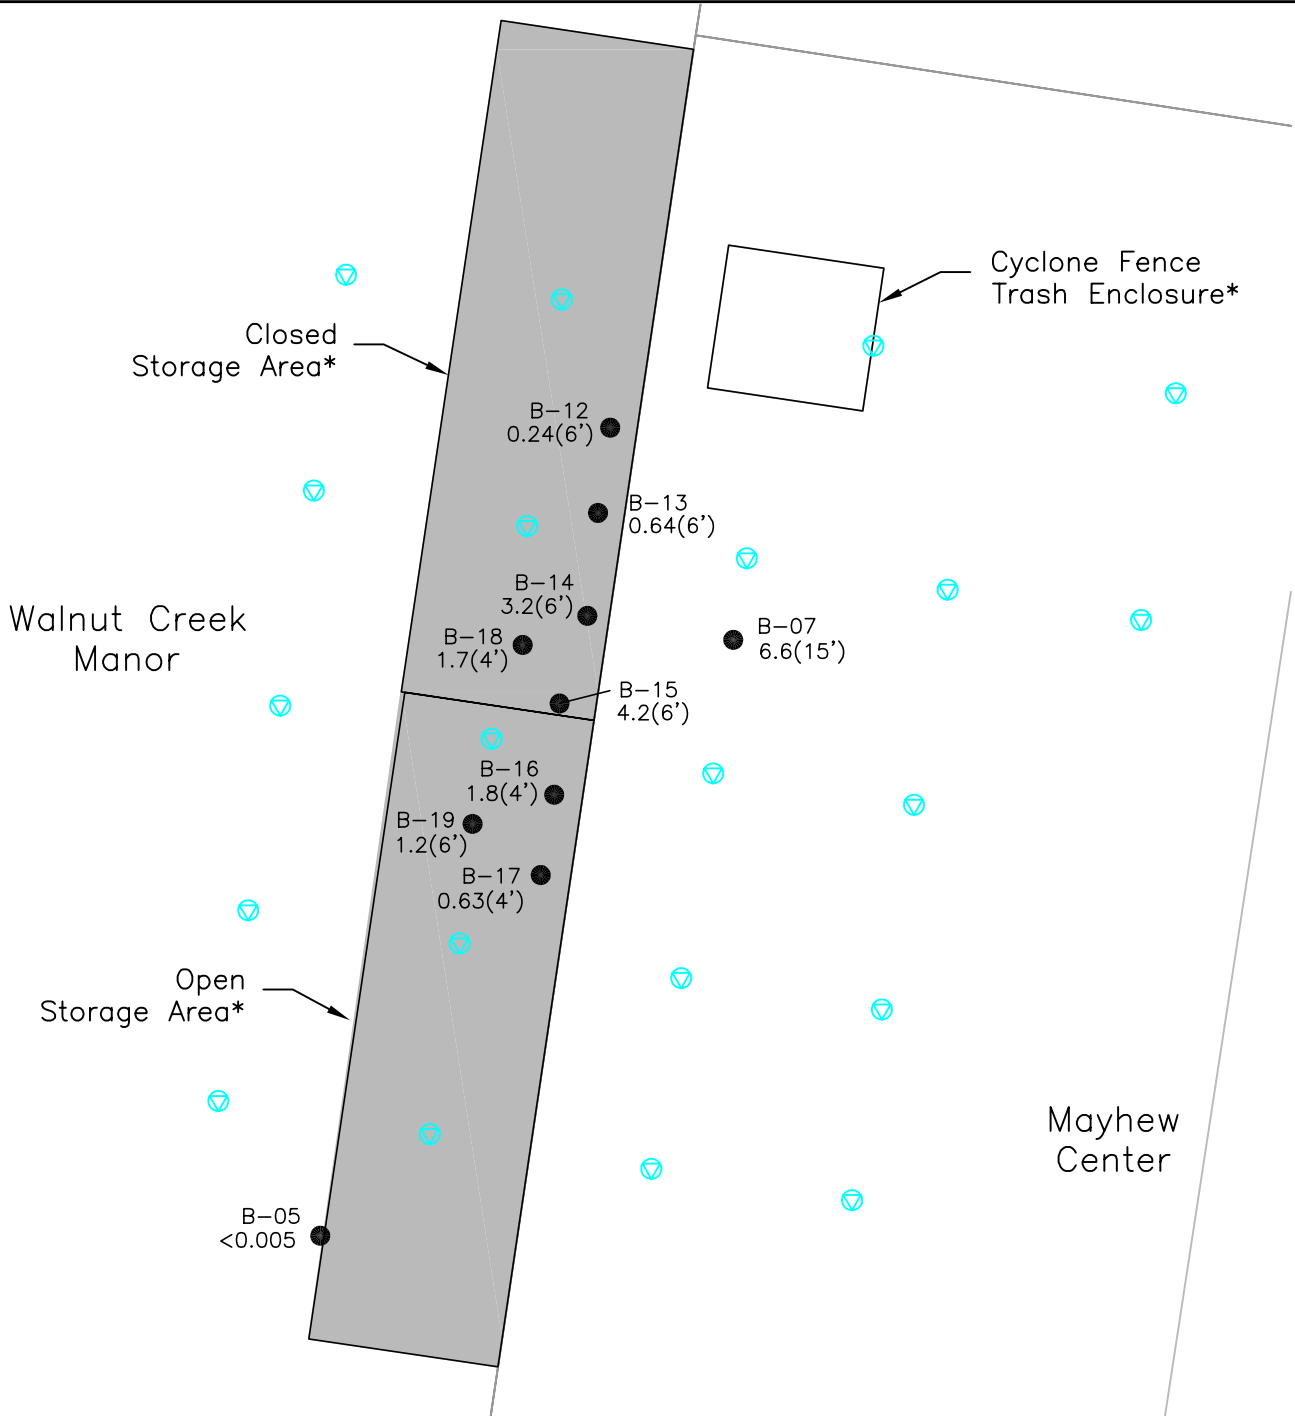 Cyclone Fence
Trash Enclosure*
Closed
Storage Area*
B-12
0.24(6')
B-13
0.64(6')
B-14
3.2(6')
B-18
1.7(4')
Walnut Creek
Manor
B-07
6.6(15')
B-15
4.2(6')
B-16
1.8(4')
B-19
1.2(6')
B-17
0.63(4')
Open
Storage Area*
Mayhew
Center
B-05
<0.005